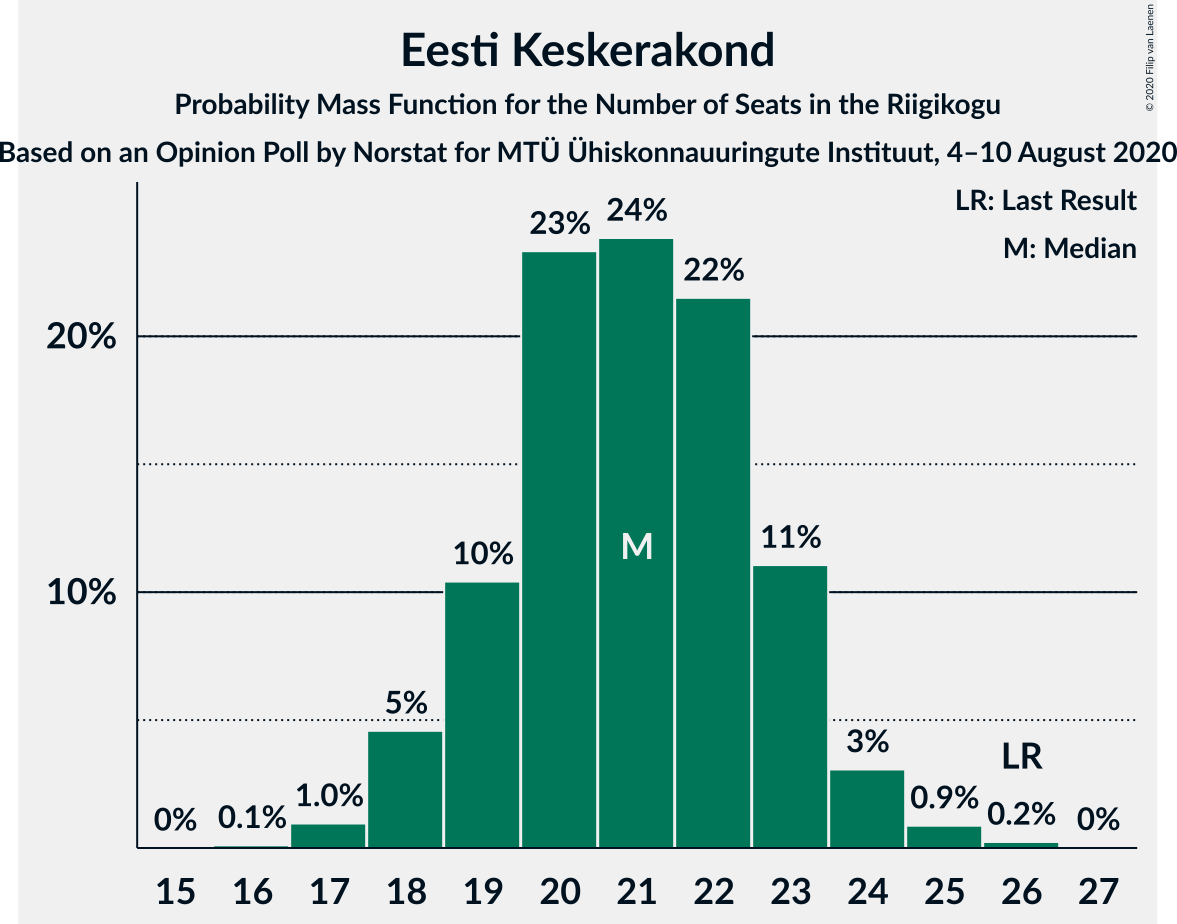 Eesti Keskerakond
Probability Mass Function for the Number of Seats in the Riigikogu
Based on an Opinion Poll by Norstat for MTÜ Ühiskonnauuringute Instituut, 4–10 August 2020
© 2020 Filip van Laenen
LR: Last Result
M: Median
20%
10%
0%
0.1%
1.0%
5%
10%
23%
24%
22%
11%
3%
0.9%
0.2%
0%
M
LR
15 16 17 18 19 20 21 22 23 24 25 26 27